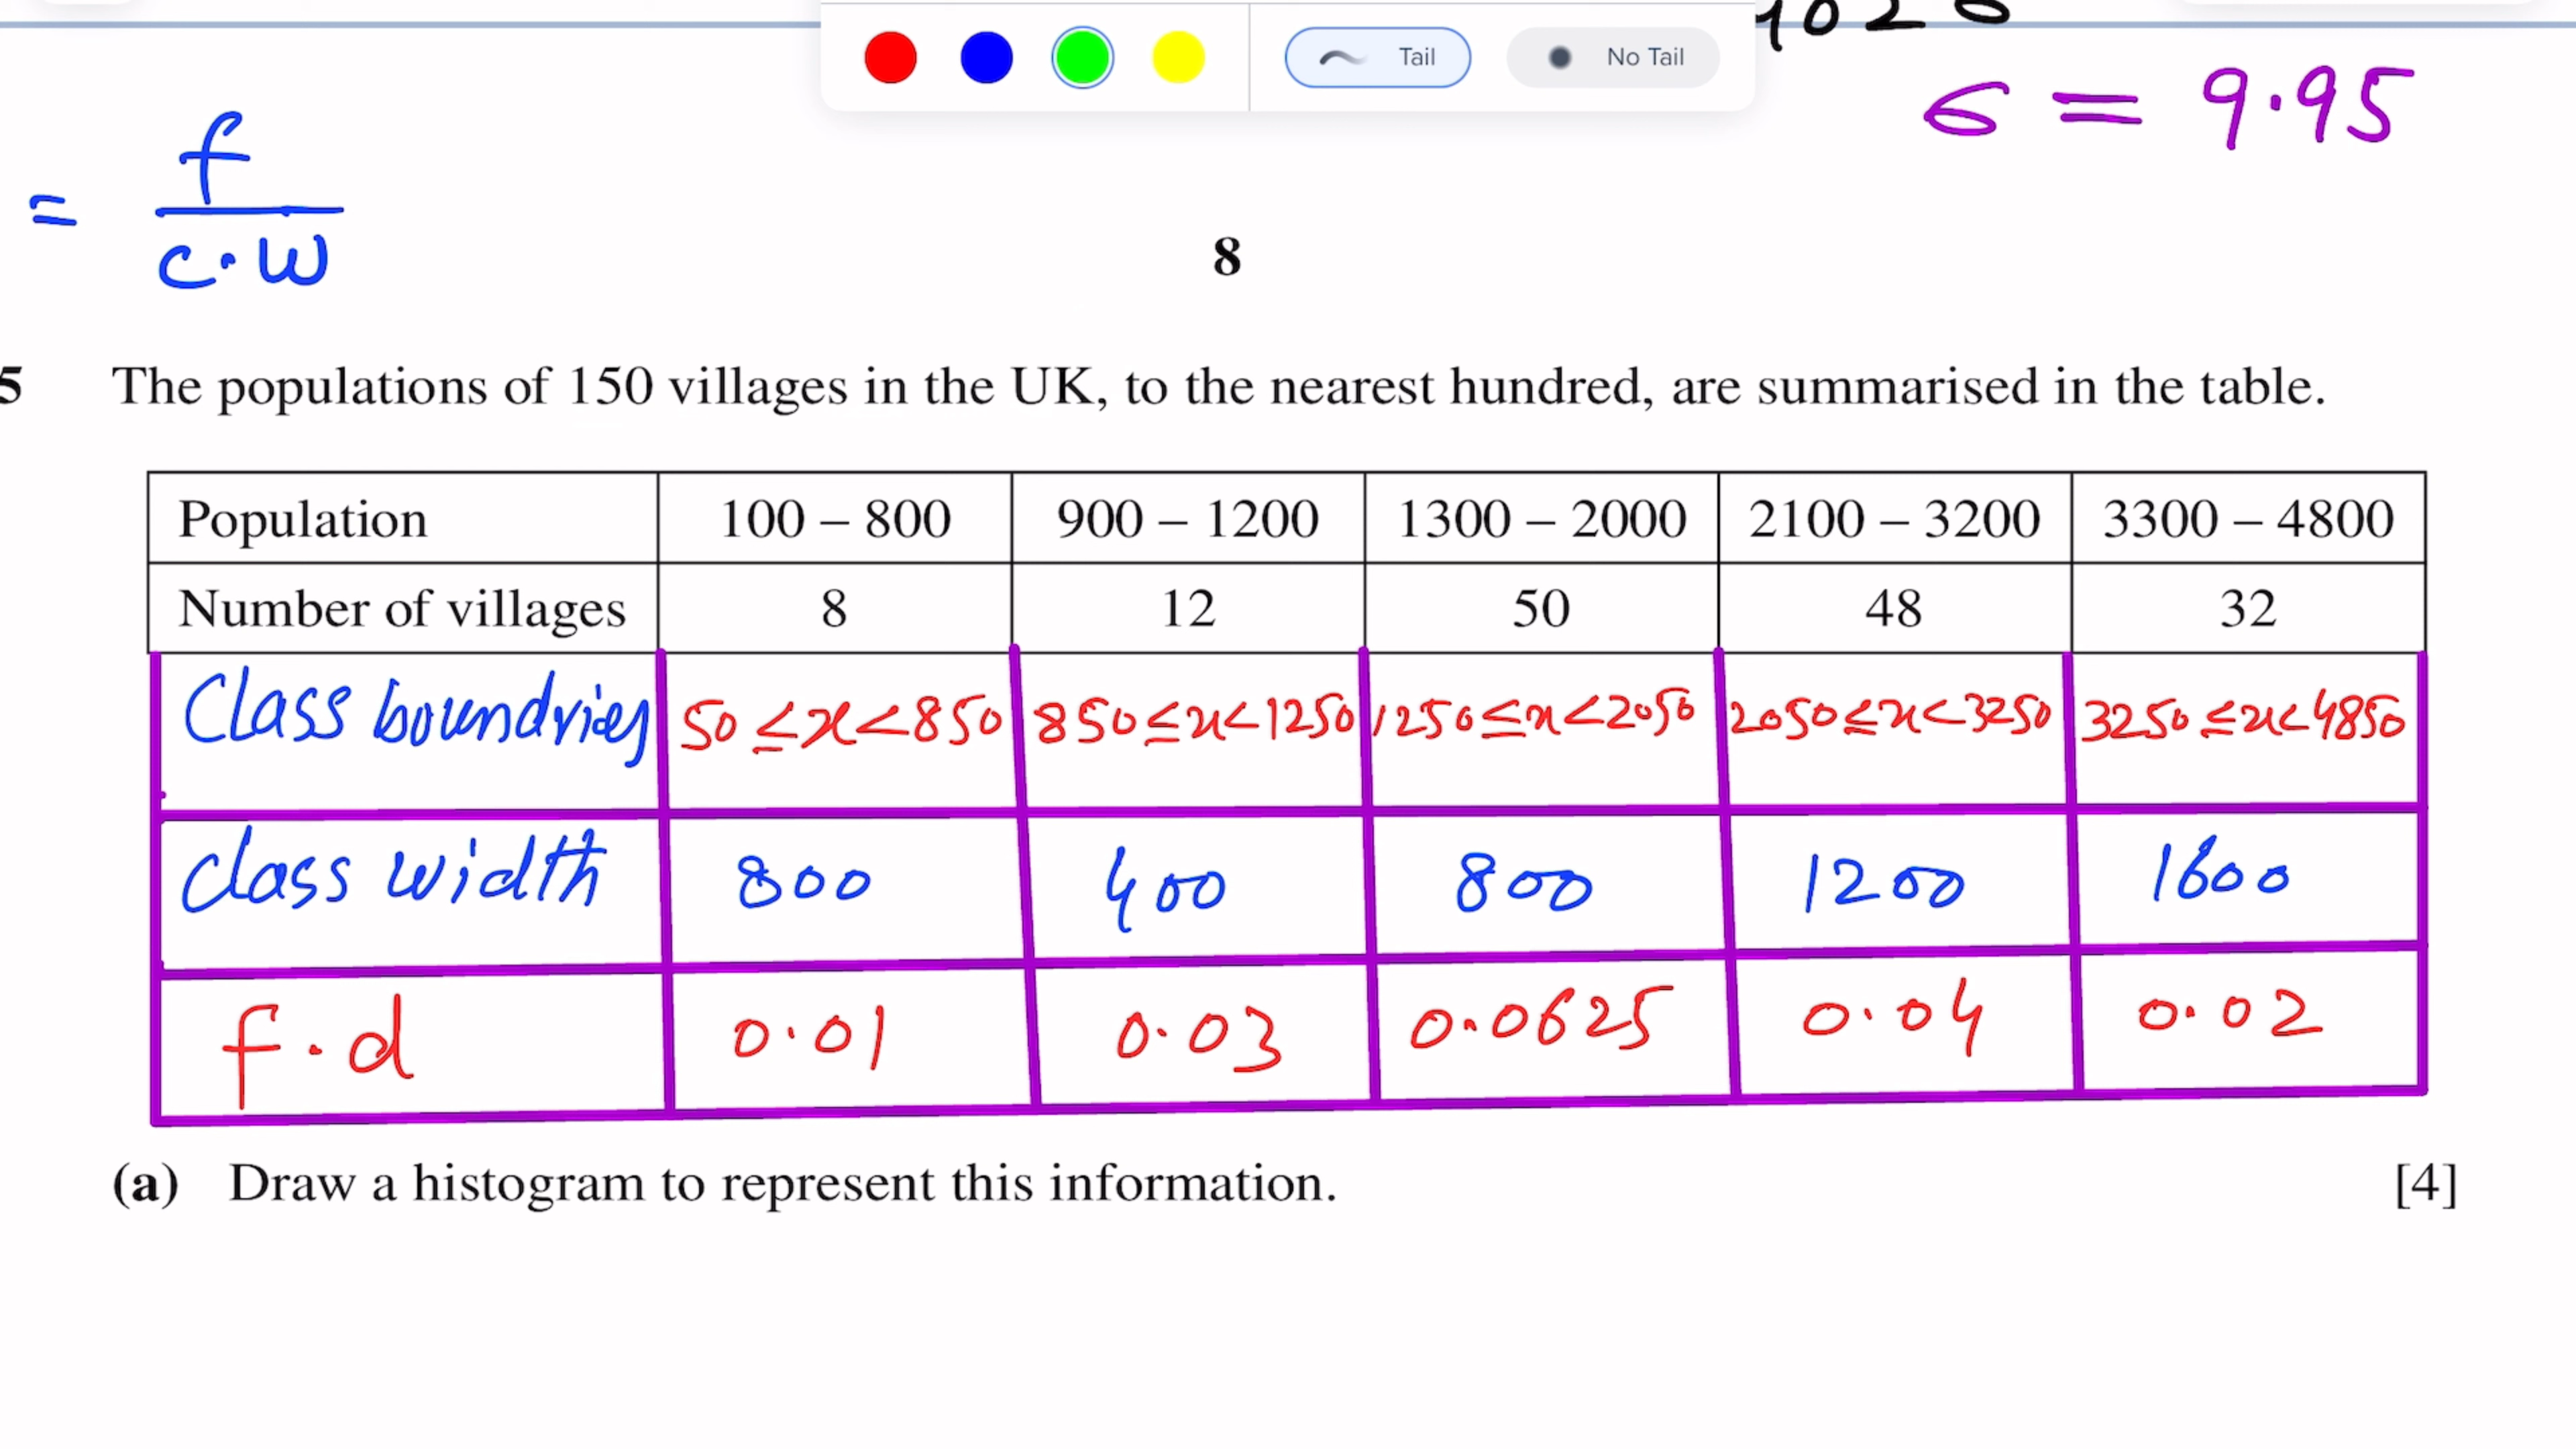 Tail No Tail
σ = 9.95
= f
c.w
8
5 The populations of 150 villages in the UK, to the nearest hundred, are summarised in the table.
Population 100 – 800 900 – 1200 1300 – 2000 2100 – 3200 3300 – 4800
Number of villages 8 12 50 48 32
Class boundries 50 ≤ x < 850 850 ≤ x < 1250 1250 ≤ x < 2050 2050 ≤ x < 3250 3250 ≤ x < 4850
class width 800 400 800 1200 1600
f.d 0.01 0.03 0.0625 0.04 0.02
(a) Draw a histogram to represent this information. [4]